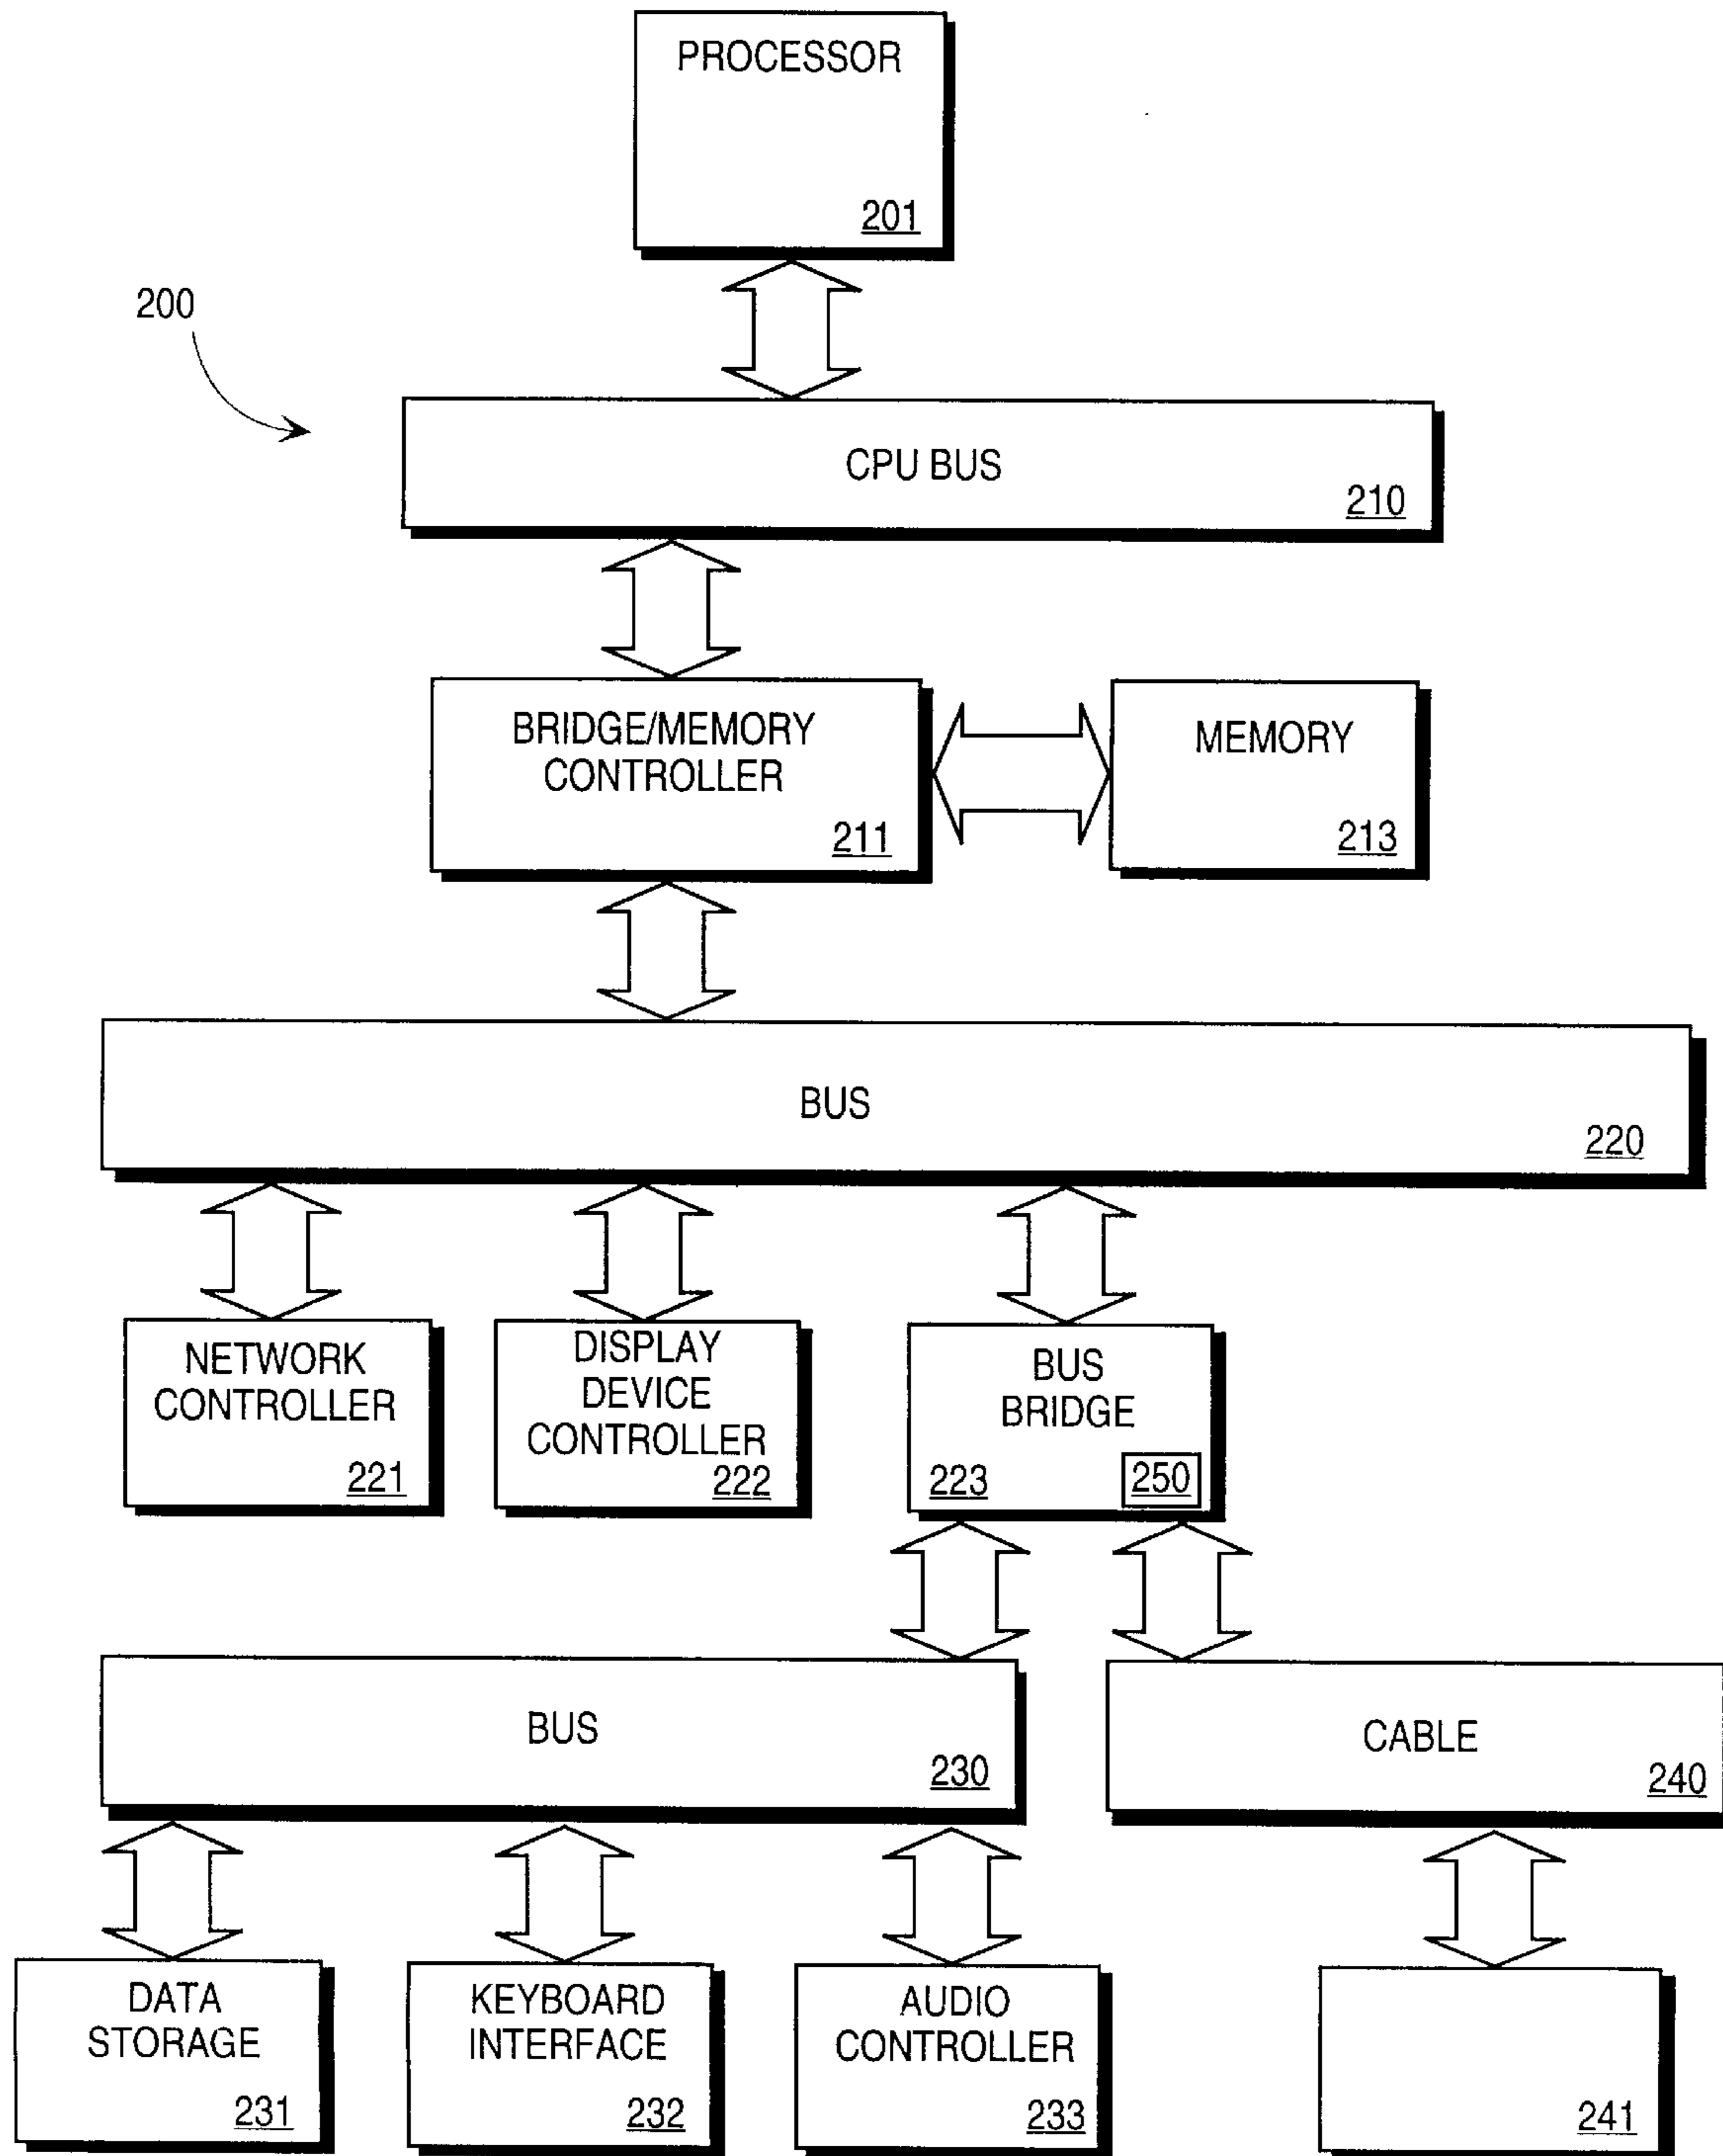 PROCESSOR
201
200
CPU BUS
210
BRIDGE/MEMORY
CONTROLLER
211
MEMORY
213
BUS
220
NETWORK
CONTROLLER
221
DISPLAY
DEVICE
CONTROLLER
222
BUS
BRIDGE
223
250
BUS
230
CABLE
240
DATA
STORAGE
231
KEYBOARD
INTERFACE
232
AUDIO
CONTROLLER
233
241